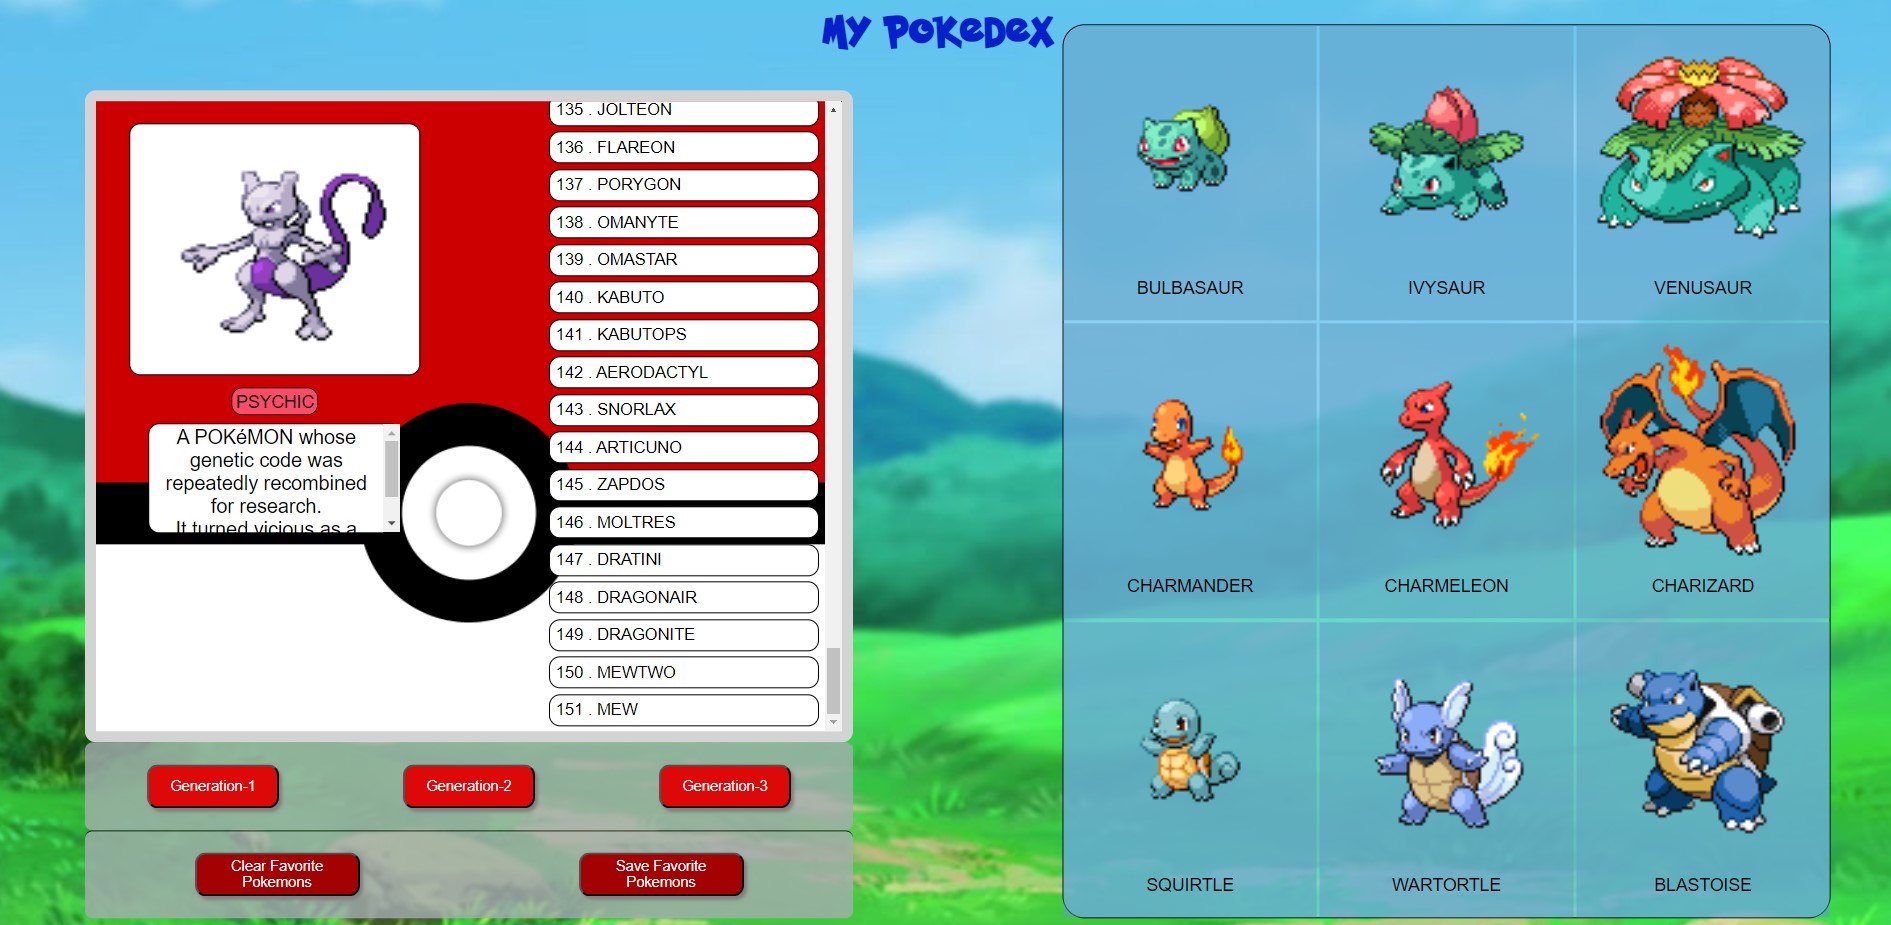 My Pokedex
135 . JOLTEON
136 . FLAREON
137 . PORYGON
138 . OMANYTE
139 . OMASTAR
140 . KABUTO
141 . KABUTOPS
142 . AERODACTYL
143 . SNORLAX
144 . ARTICUNO
145 . ZAPDOS
146 . MOLTRES
147 . DRATINI
148 . DRAGONAIR
149 . DRAGONITE
150 . MEWTWO
151 . MEW
PSYCHIC
A POKéMON whose
genetic code was
repeatedly recombined
for research.
It turned vicious as a
Generation-1
Generation-2
Generation-3
Clear Favorite
Pokemons
Save Favorite
Pokemons
BULBASAUR
IVYSAUR
VENUSAUR
CHARMANDER
CHARMELEON
CHARIZARD
SQUIRTLE
WARTORTLE
BLASTOISE